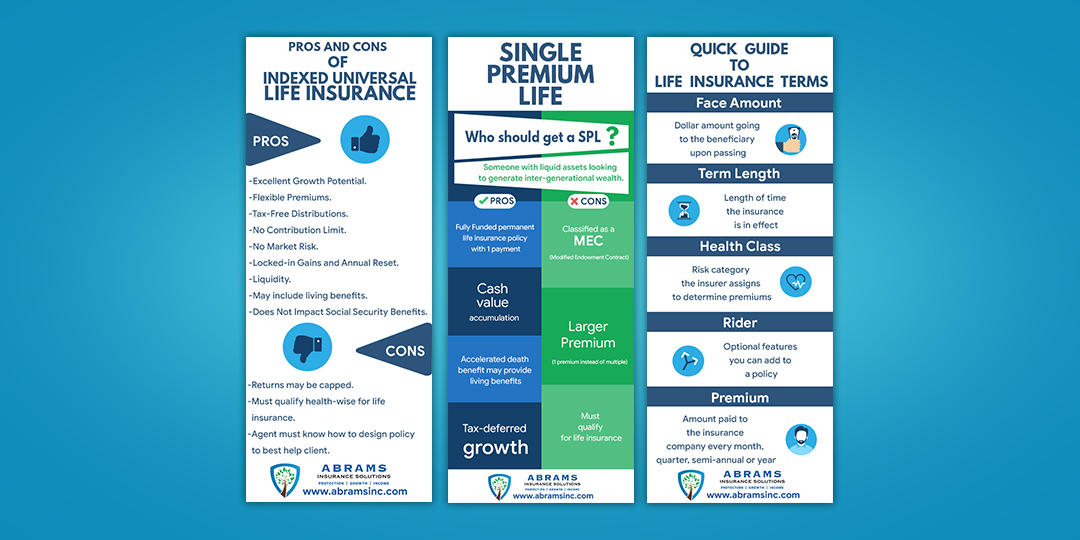 PROS AND CONS
OF
INDEXED UNIVERSAL
LIFE INSURANCE
PROS
-Excellent Growth Potential.
-Flexible Premiums.
-Tax-Free Distributions.
-No Contribution Limit.
-No Market Risk.
-Locked-in Gains and Annual Reset.
-Liquidity.
-May include living benefits.
-Does Not Impact Social Security Benefits.
CONS
-Returns may be capped.
-Must qualify health-wise for life
insurance.
-Agent must know how to design policy
to best help client.
ABRAMS
INSURANCE SOLUTIONS
PROTECTION | GROWTH | INCOME
www.abramsinc.com
SINGLE
PREMIUM
LIFE
Who should get a SPL ?
Someone with liquid assets looking
to generate inter-generational wealth.
PROS
Fully Funded permanent
life insurance policy
with 1 payment
Cash
value
accumulation
Accelerated death
benefit may provide
living benefits
Tax-deferred
growth
CONS
Classified as a
MEC
(Modified Endowment Contract)
Larger
Premium
(1 premium instead of multiple)
Must
qualify
for life insurance
ABRAMS
INSURANCE SOLUTIONS
PROTECTION | GROWTH | INCOME
www.abramsinc.com
QUICK GUIDE
TO
LIFE INSURANCE TERMS
Face Amount
Dollar amount going
to the beneficiary
upon passing
Term Length
Length of time
the insurance
is in effect
Health Class
Risk category
the insurer assigns
to determine premiums
Rider
Optional features
you can add to
a policy
Premium
Amount paid to
the insurance
company every month,
quarter, semi-annual or year
ABRAMS
INSURANCE SOLUTIONS
PROTECTION | GROWTH | INCOME
www.abramsinc.com